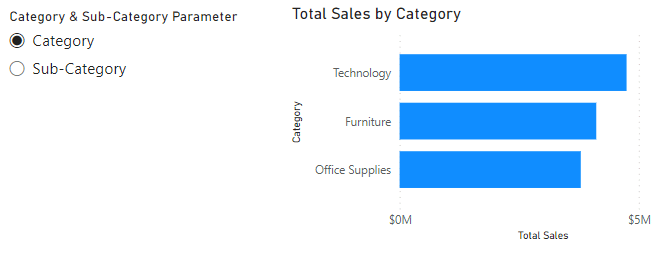 Category & Sub-Category Parameter
Category
Sub-Category
Total Sales by Category
Category
Technology
Furniture
Office Supplies
$0M
$5M
Total Sales